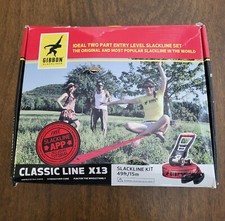 IDEAL TWO PART ENTRY LEVEL SLACKLINE SET
THE ORIGINAL AND MOST POPULAR SLACKLINE IN THE WORLD
GIBBON
SLACKLINE
APP
CLASSIC LINE X13
SLACKLINE KIT
49ft/15m